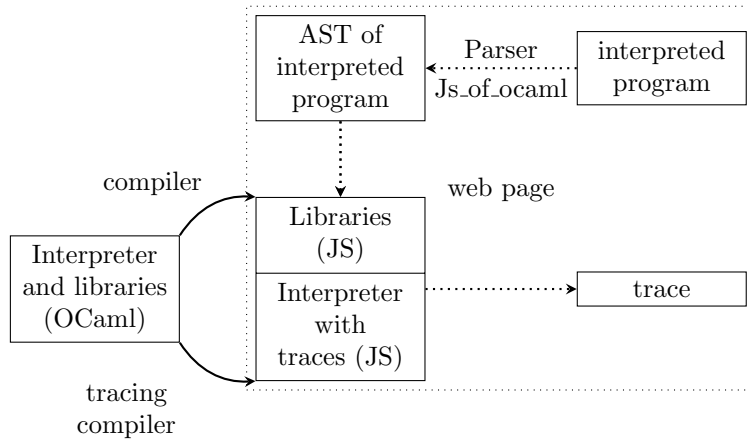 AST of
interpreted
program
Parser
Js_of_ocaml
interpreted
program
compiler
web page
Libraries
(JS)
Interpreter
and libraries
(OCaml)
Interpreter
with
traces (JS)
trace
tracing
compiler